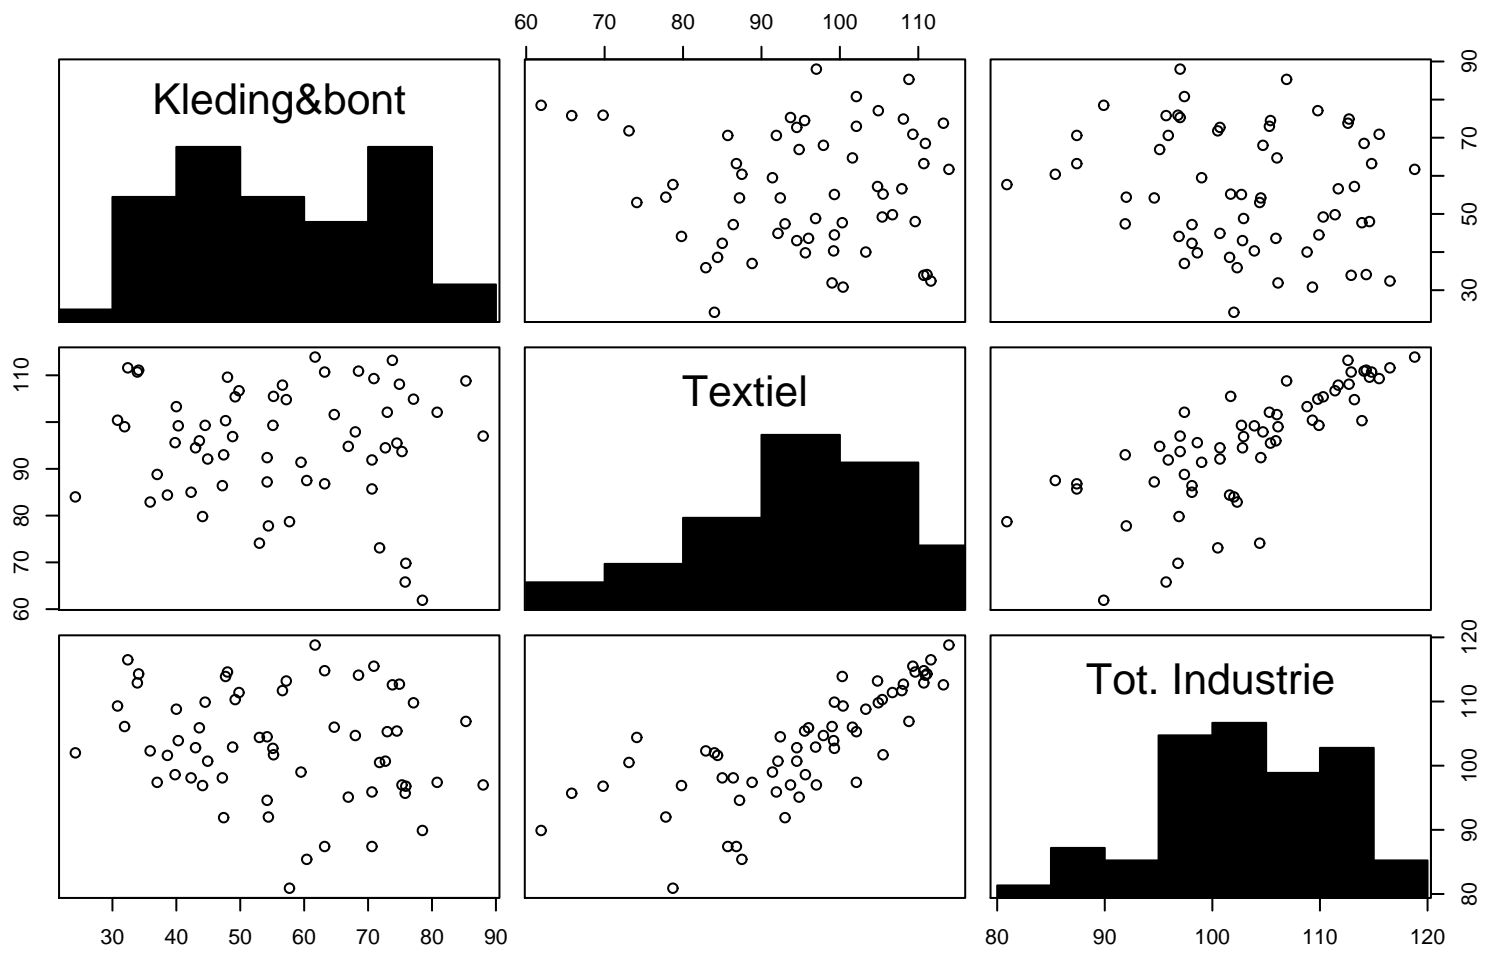 60 70 80 90 100 110
Kleding&bont
30 50 70 90
60 70 80 90 110
Textiel
Tot. Industrie
80 90 100 110 120
30 40 50 60 70 80 90
80 90 100 110 120